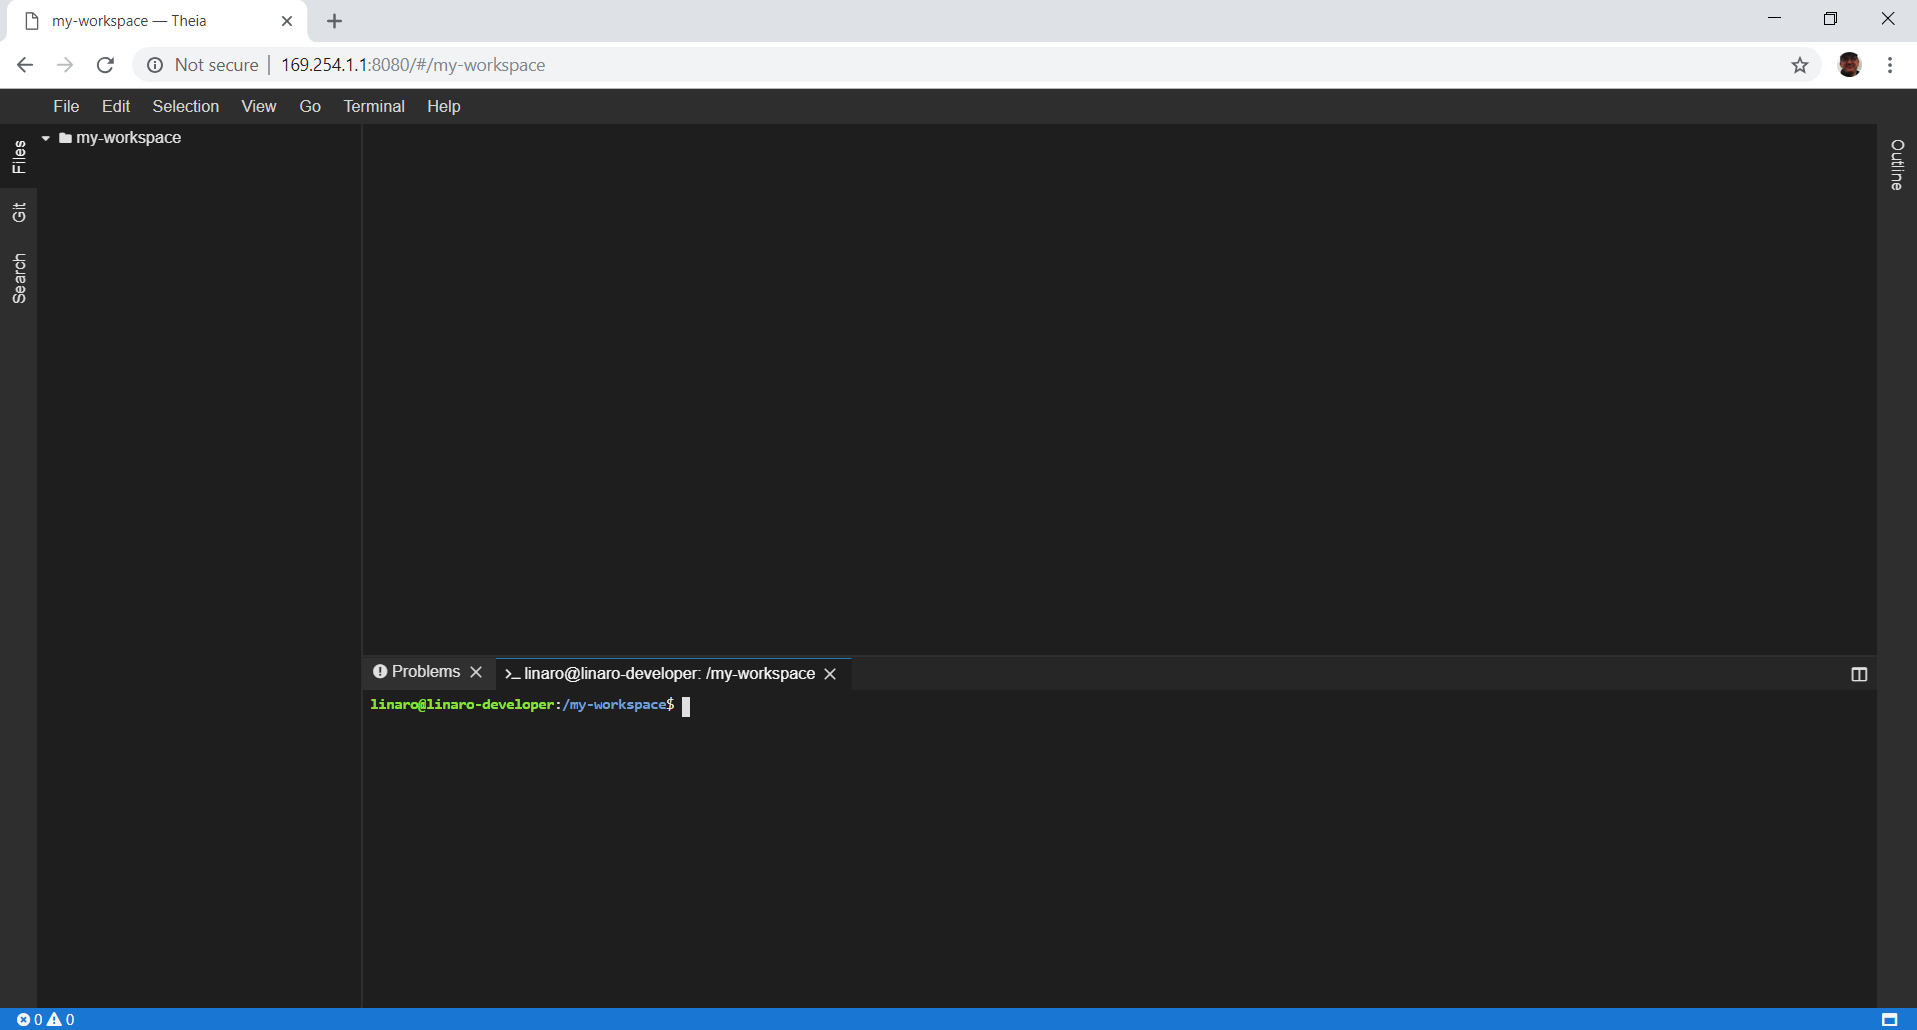 my-workspace — Theia
Not secure | 169.254.1.1:8080/#/my-workspace
File Edit Selection View Go Terminal Help
Files
Git
Search
my-workspace
Outline
Problems
linaro@linaro-developer: /my-workspace
linaro@linaro-developer:/my-workspace$
0 0